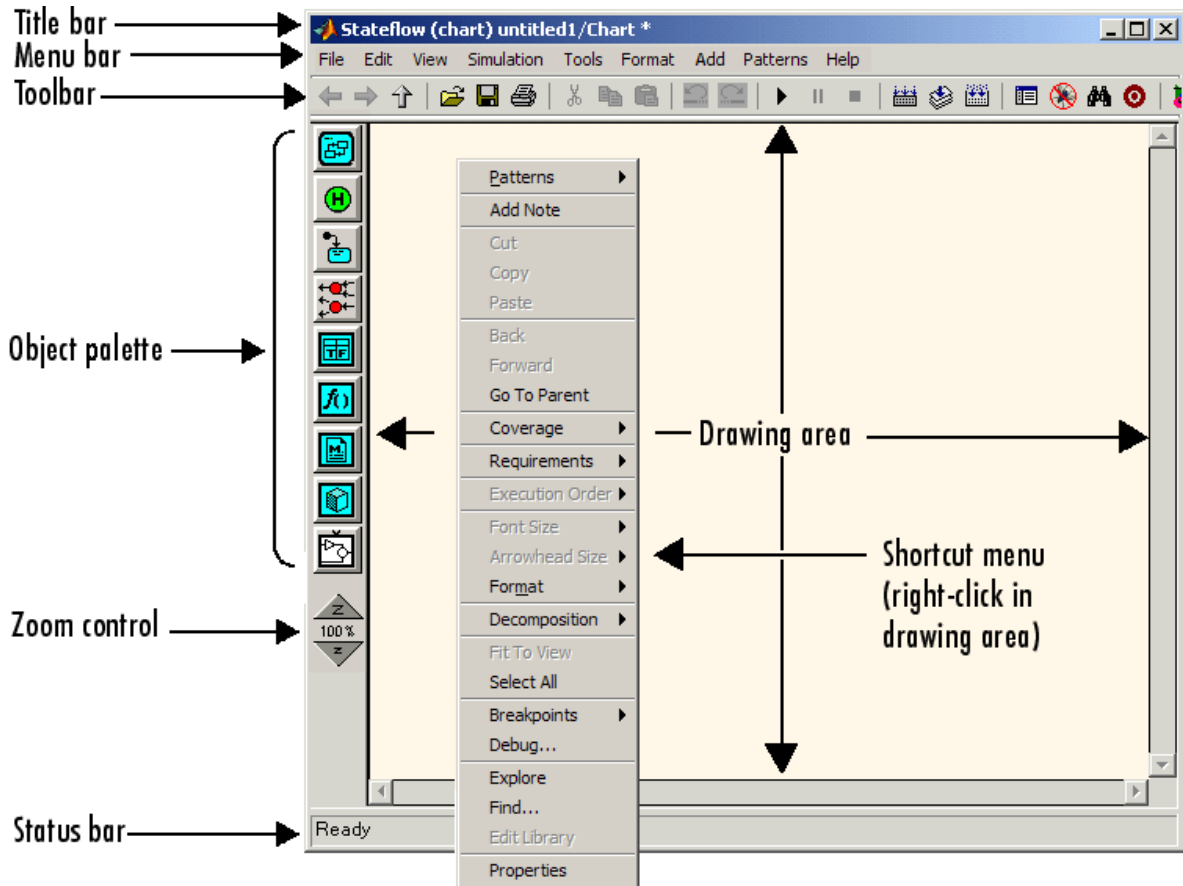 Title bar
Stateflow (chart) untitled1/Chart *
Menu bar
File Edit View Simulation Tools Format Add Patterns Help
Toolbar
Patterns
H
Add Note
Cut
Copy
Paste
TF
Back
Object palette
Forward
f()
Go To Parent
Coverage
Drawing area
M
Requirements
Execution Order
Font Size
Arrowhead Size
Shortcut menu
(right-click in
drawing area)
Format
Z
Zoom control
100%
Decomposition
z
Fit To View
Select All
Breakpoints
Debug...
Explore
Find...
Status bar
Ready
Edit Library
Properties